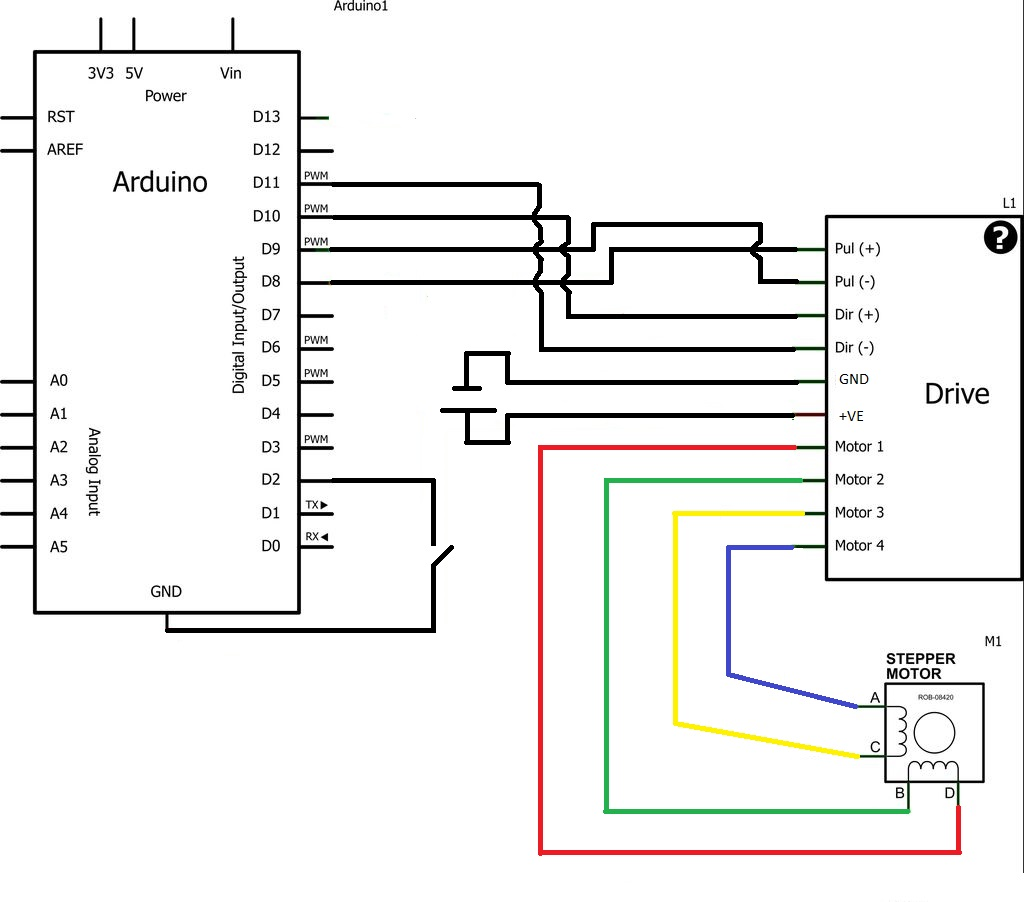 Arduino1
3V3 5V Vin
Power
RST
AREF
Arduino
D13
D12
D11 PWM
D10 PWM
D9 PWM
D8
D7
D6 PWM
D5 PWM
D4
D3 PWM
D2
D1 TX
D0 RX
Digital Input/Output
A0
A1
A2
A3
A4
A5
Analog Input
GND
L1
?
Pul (+)
Pul (-)
Dir (+)
Dir (-)
GND
+VE
Motor 1
Motor 2
Motor 3
Motor 4
Drive
M1
STEPPER
MOTOR
ROB-08420
A
C
B D